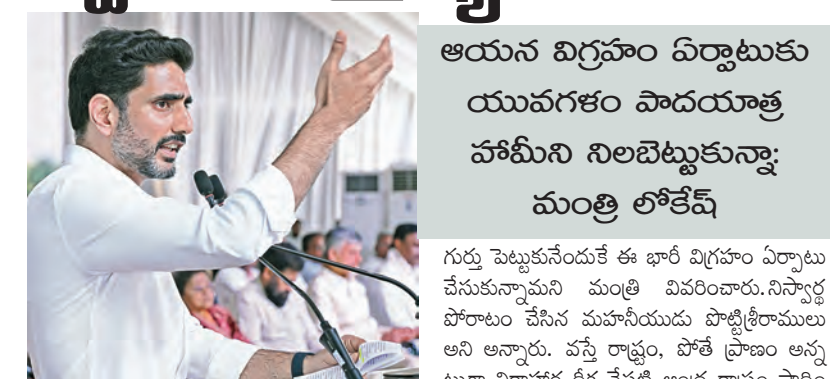 ఆయన విగ్రహం ఏర్పాటుకు
యువగళం పాదయాత్ర
హామీని నిలబెట్టుకున్నా:
మంత్రి లోకేష్
గుర్తు పెట్టుకునేందుకే ఈ భారీ విగ్రహం ఏర్పాటు
చేసుకున్నామని మంత్రి వివరించారు.నిస్వార్థ
పోరాటం చేసిన మహనీయుడు పొట్టిశ్రీరాములు
అని అన్నారు. వస్తే రాష్ట్రం, పోతే ప్రాణం అన్న